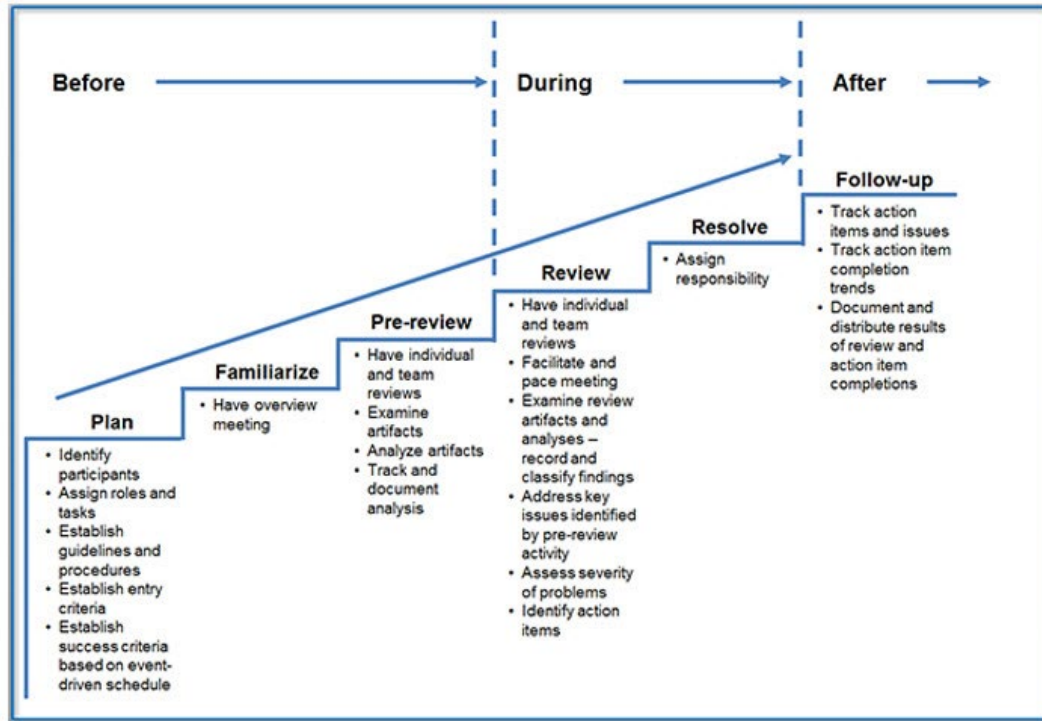 Before
During
After
Plan
• Identify
participants
• Assign roles and
tasks
• Establish
guidelines and
procedures
• Establish entry
criteria
• Establish
success criteria
based on event-
driven schedule
Familiarize
• Have overview
meeting
Pre-review
• Have individual
and team
reviews
• Examine
artifacts
• Analyze artifacts
• Track and
document
analysis
Review
• Have individual
and team
reviews
• Facilitate and
pace meeting
• Examine review
artifacts and
analyses –
record and
classify findings
• Address key
issues identified
by pre-review
activity
• Assess severity
of problems
• Identify action
items
Resolve
• Assign
responsibility
Follow-up
• Track action
items and issues
• Track action item
completion
trends
• Document and
distribute results
of review and
action item
completions